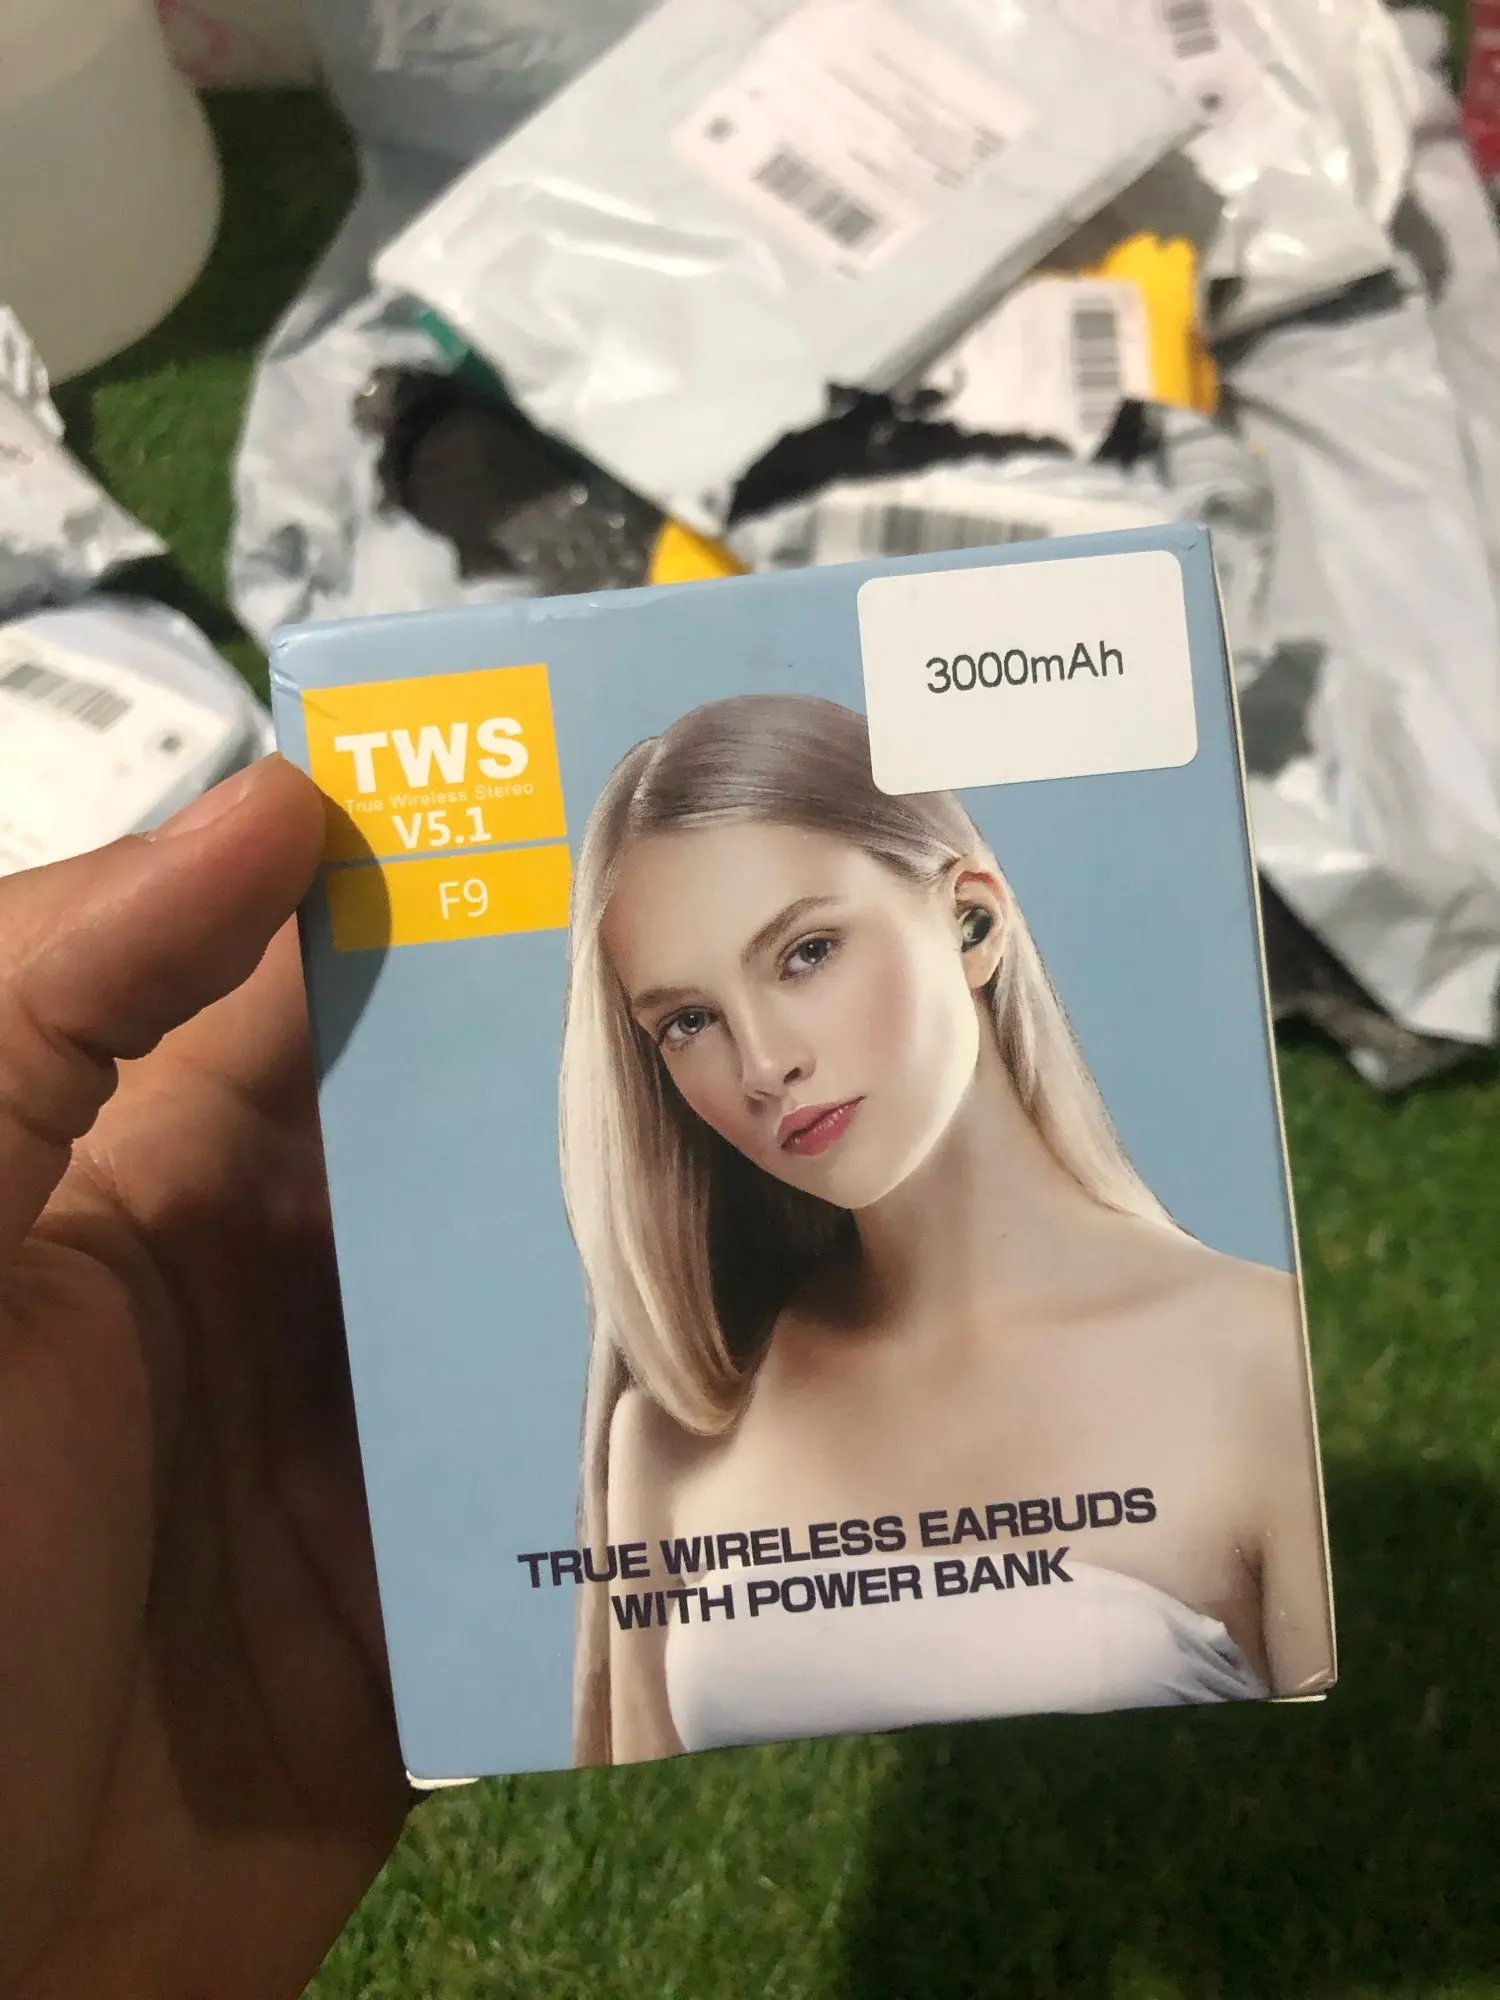 3000mAh
TWS
True Wireless Stereo
V5.1
F9
TRUE WIRELESS EARBUDS
WITH POWER BANK